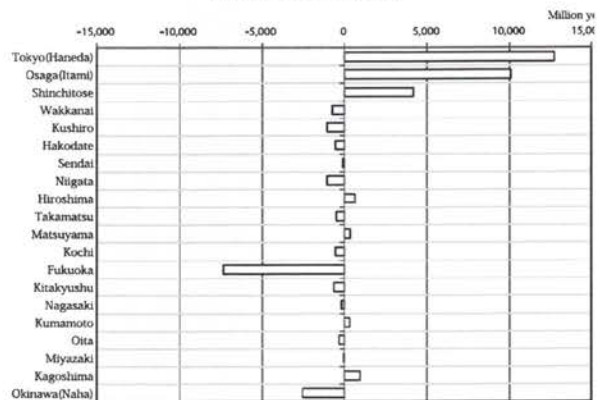 Million y
-15,000 -10,000 -5,000 0 5,000 10,000 15,0
Tokyo(Haneda)
Osaga(Itami)
Shinchitose
Wakkanai
Kushiro
Hakodate
Sendai
Niigata
Hiroshima
Takamatsu
Matsuyama
Kochi
Fukuoka
Kitakyushu
Nagasaki
Kumamoto
Oita
Miyazaki
Kagoshima
Okinawa(Naha)